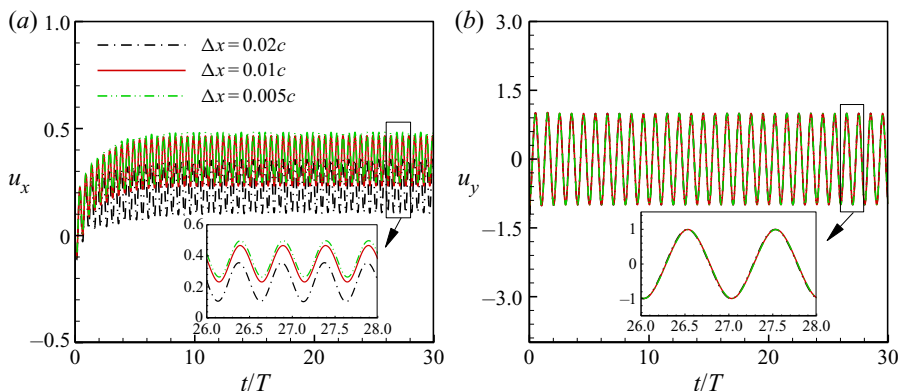 (a)
1.0
0.5
0
−0.5
u_x
Δx = 0.02c
Δx = 0.01c
Δx = 0.005c
0.6
0.4
0.2
0
26.0 26.5 27.0 27.5 28.0
0 10 20 30
t/T
(b)
3.0
1.5
0
−1.5
−3.0
u_y
1
0
−1
26.0 26.5 27.0 27.5 28.0
0 10 20 30
t/T